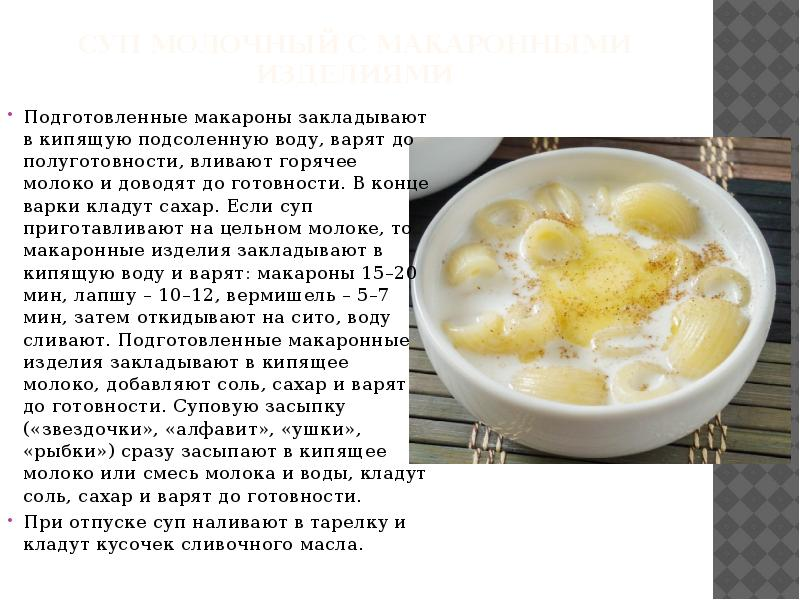 СУП МОЛОЧНЫЙ С МАКАРОННЫМИ
ИЗДЕЛИЯМИ
• Подготовленные макароны закладывают
в кипящую подсоленную воду, варят до
полуготовности, вливают горячее
молоко и доводят до готовности. В конце
варки кладут сахар. Если суп
приготавливают на цельном молоке, то
макаронные изделия закладывают в
кипящую воду и варят: макароны 15–20
мин, лапшу – 10–12, вермишель – 5–7
мин, затем откидывают на сито, воду
сливают. Подготовленные макаронные
изделия закладывают в кипящее
молоко, добавляют соль, сахар и варят
до готовности. Суповую засыпку
(«звездочки», «алфавит», «ушки»,
«рыбки») сразу засыпают в кипящее
молоко или смесь молока и воды, кладут
соль, сахар и варят до готовности.
• При отпуске суп наливают в тарелку и
кладут кусочек сливочного масла.